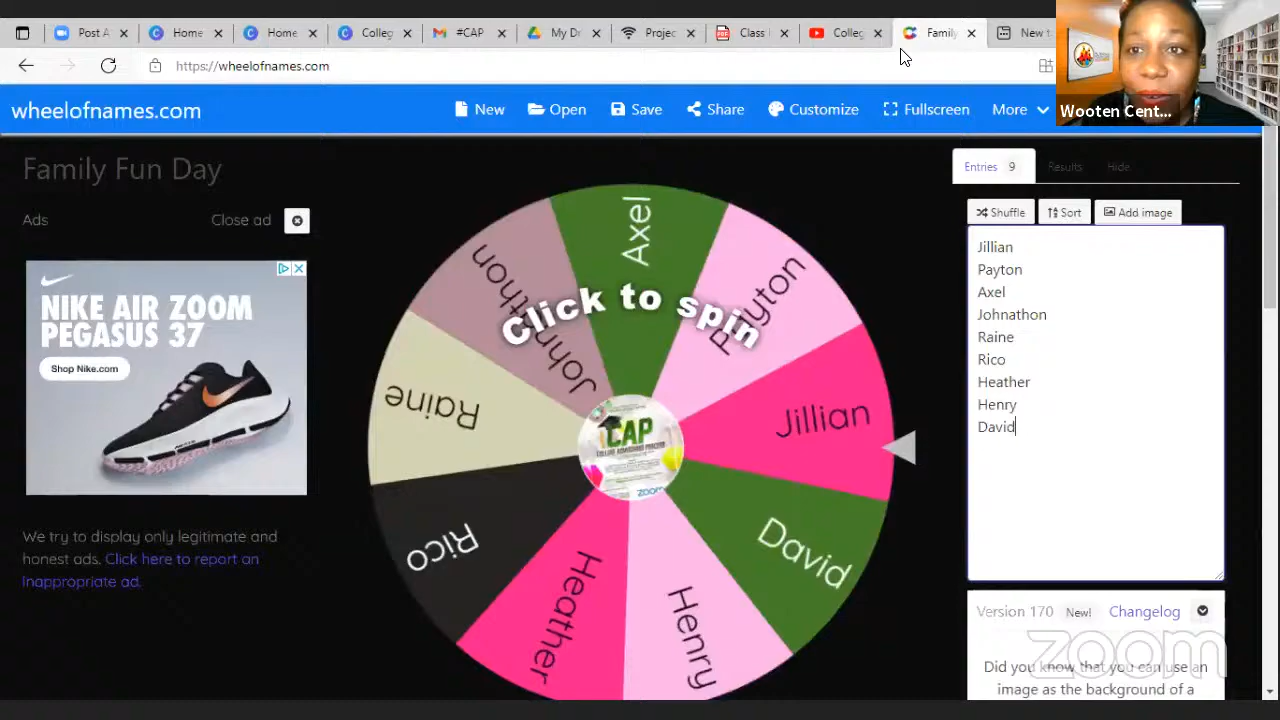 Post A
Home
Home
Colleg
#CAP
My Dr
Projec
Class
Colleg
Family
New t
https://wheelofnames.com
Wooten Cent...
wheelofnames.com
New
Open
Save
Share
Customize
Fullscreen
More
Family Fun Day
Ads
Close ad
NIKE AIR ZOOM
PEGASUS 37
Shop Nike.com
We try to display only legitimate and
honest ads. Click here to report an
inappropriate ad.
Click to spin
Axel
Payton
Jillian
David
Henry
Heather
Rico
Raine
Johnathon
CAP
COLLEGE ADMISSIONS PROCESS
zoom
Entries 9
Results
Hide
Shuffle
Sort
Add image
Jillian
Payton
Axel
Johnathon
Raine
Rico
Heather
Henry
David
Version 170 New! Changelog
zoom
Did you know that you can use an
image as the background of a